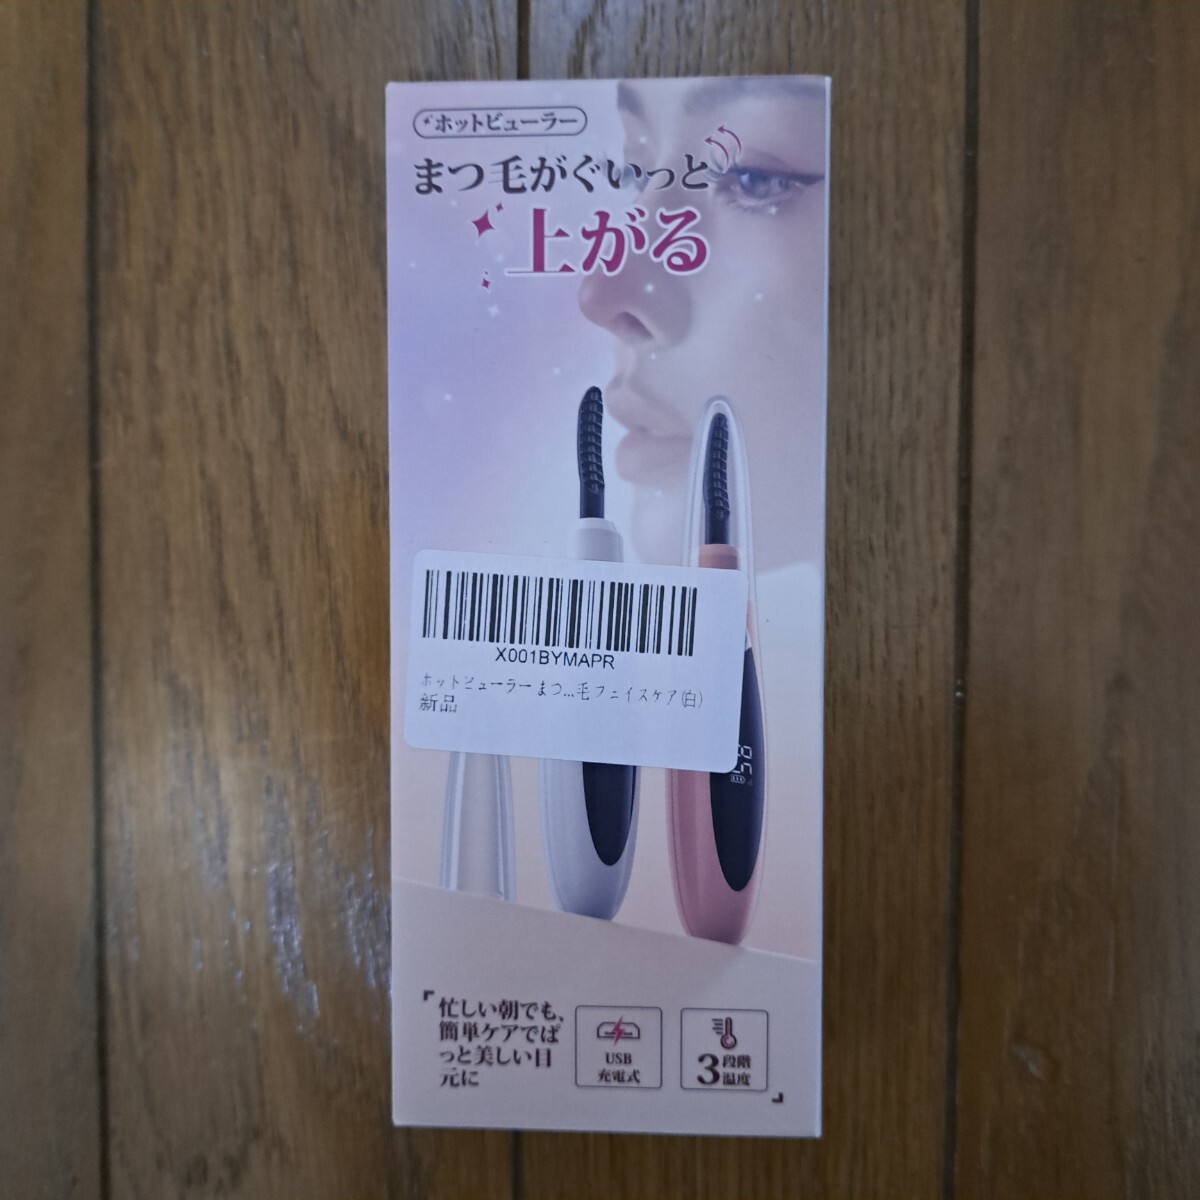 ホットビューラー
まつ毛がぐいっと
上がる
X001BYMAPR
ホットビューラー まつ...毛 フェイスケア(白)
新品
忙しい朝でも、
簡単ケアでぱ
っと美しい目
元に
USB
充電式
3段階
温度